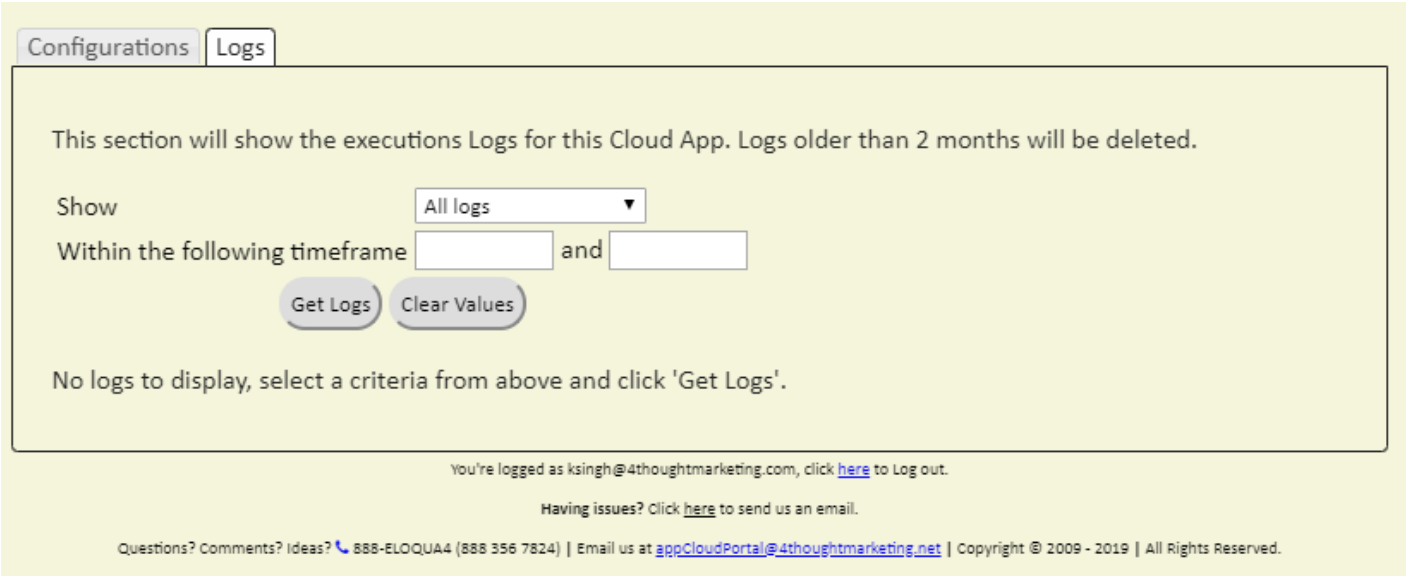 Configurations Logs
This section will show the executions Logs for this Cloud App. Logs older than 2 months will be deleted.
Show All logs
Within the following timeframe and
Get Logs Clear Values
No logs to display, select a criteria from above and click 'Get Logs'.
You're logged as ksingh@4thoughtmarketing.com, click here to Log out.
Having issues? Click here to send us an email.
Questions? Comments? Ideas? 888-ELOQUA4 (888 356 7824) | Email us at appCloudPortal@4thoughtmarketing.net | Copyright © 2009 - 2019 | All Rights Reserved.